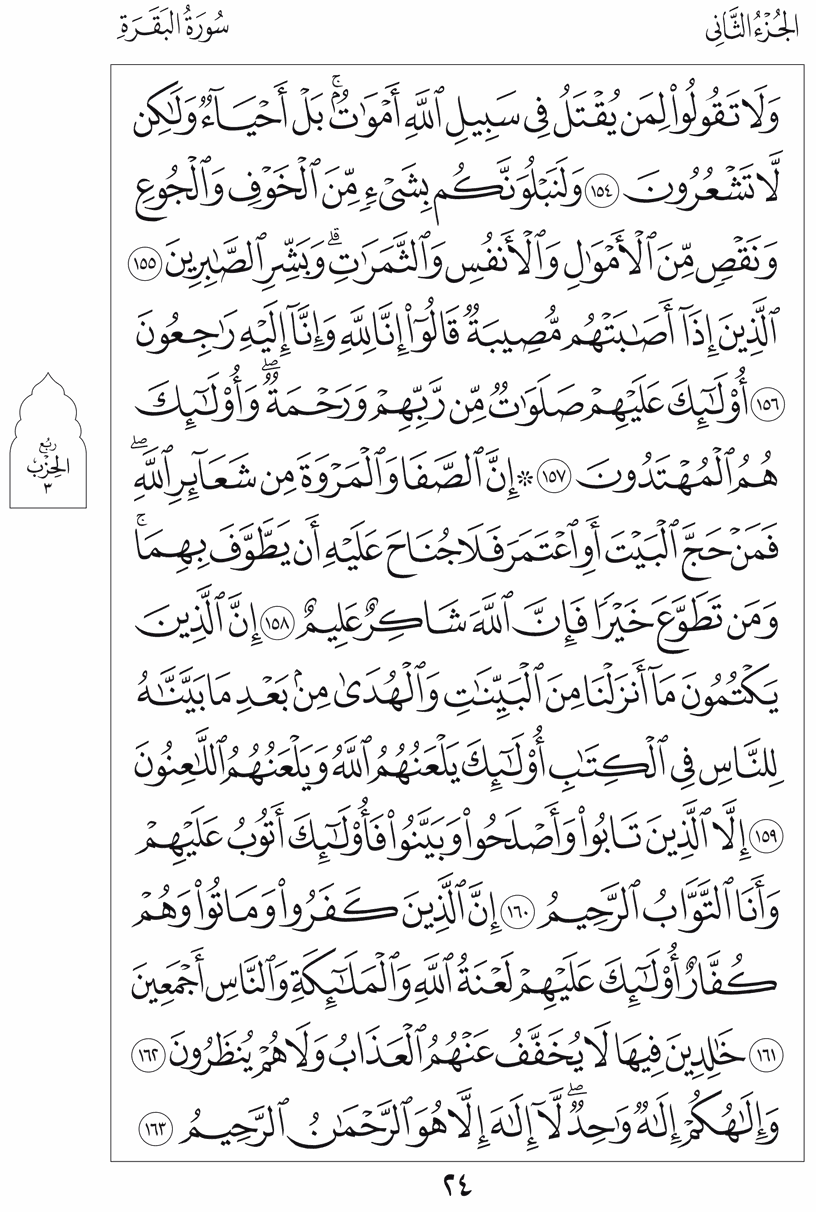 الجُزْءُ الثَّانِي
سُورَةُ البَقَرَةِ
وَلَا تَقُولُواْ لِمَن يُقْتَلُ فِي سَبِيلِ ٱللَّهِ أَمْوَٰتُۢۚ بَلْ أَحْيَآءٞ وَلَٰكِن
لَّا تَشْعُرُونَ ١٥٤ وَلَنَبْلُوَنَّكُم بِشَيْءٖ مِّنَ ٱلْخَوْفِ وَٱلْجُوعِ
وَنَقْصٖ مِّنَ ٱلْأَمْوَٰلِ وَٱلْأَنفُسِ وَٱلثَّمَرَٰتِۗ وَبَشِّرِ ٱلصَّٰبِرِينَ ١٥٥
ٱلَّذِينَ إِذَآ أَصَٰبَتْهُم مُّصِيبَةٞ قَالُوٓاْ إِنَّا لِلَّهِ وَإِنَّآ إِلَيْهِ رَٰجِعُونَ
١٥٦ أُوْلَٰٓئِكَ عَلَيْهِمْ صَلَوَٰتٞ مِّن رَّبِّهِمْ وَرَحْمَةٞۖ وَأُوْلَٰٓئِكَ
هُمُ ٱلْمُهْتَدُونَ ١٥٧ ۞ إِنَّ ٱلصَّفَا وَٱلْمَرْوَةَ مِن شَعَآئِرِ ٱللَّهِۖ
فَمَنْ حَجَّ ٱلْبَيْتَ أَوِ ٱعْتَمَرَ فَلَا جُنَاحَ عَلَيْهِ أَن يَطَّوَّفَ بِهِمَاۚ
وَمَن تَطَوَّعَ خَيْرٗا فَإِنَّ ٱللَّهَ شَاكِرٌ عَلِيمٌ ١٥٨ إِنَّ ٱلَّذِينَ
يَكْتُمُونَ مَآ أَنزَلْنَا مِنَ ٱلْبَيِّنَٰتِ وَٱلْهُدَىٰ مِنۢ بَعْدِ مَا بَيَّنَّٰهُ
لِلنَّاسِ فِي ٱلْكِتَٰبِ أُوْلَٰٓئِكَ يَلْعَنُهُمُ ٱللَّهُ وَيَلْعَنُهُمُ ٱللَّٰعِنُونَ
١٥٩ إِلَّا ٱلَّذِينَ تَابُواْ وَأَصْلَحُواْ وَبَيَّنُواْ فَأُوْلَٰٓئِكَ أَتُوبُ عَلَيْهِمْ
وَأَنَا ٱلتَّوَّابُ ٱلرَّحِيمُ ١٦٠ إِنَّ ٱلَّذِينَ كَفَرُواْ وَمَاتُواْ وَهُمْ
كُفَّارٌ أُوْلَٰٓئِكَ عَلَيْهِمْ لَعْنَةُ ٱللَّهِ وَٱلْمَلَٰٓئِكَةِ وَٱلنَّاسِ أَجْمَعِينَ
١٦١ خَٰلِدِينَ فِيهَا لَا يُخَفَّفُ عَنْهُمُ ٱلْعَذَابُ وَلَا هُمْ يُنظَرُونَ ١٦٢
وَإِلَٰهُكُمْ إِلَٰهٞ وَٰحِدٞۖ لَّآ إِلَٰهَ إِلَّا هُوَ ٱلرَّحْمَٰنُ ٱلرَّحِيمُ ١٦٣
رُبْع
الحِزْب
٣
٢٤